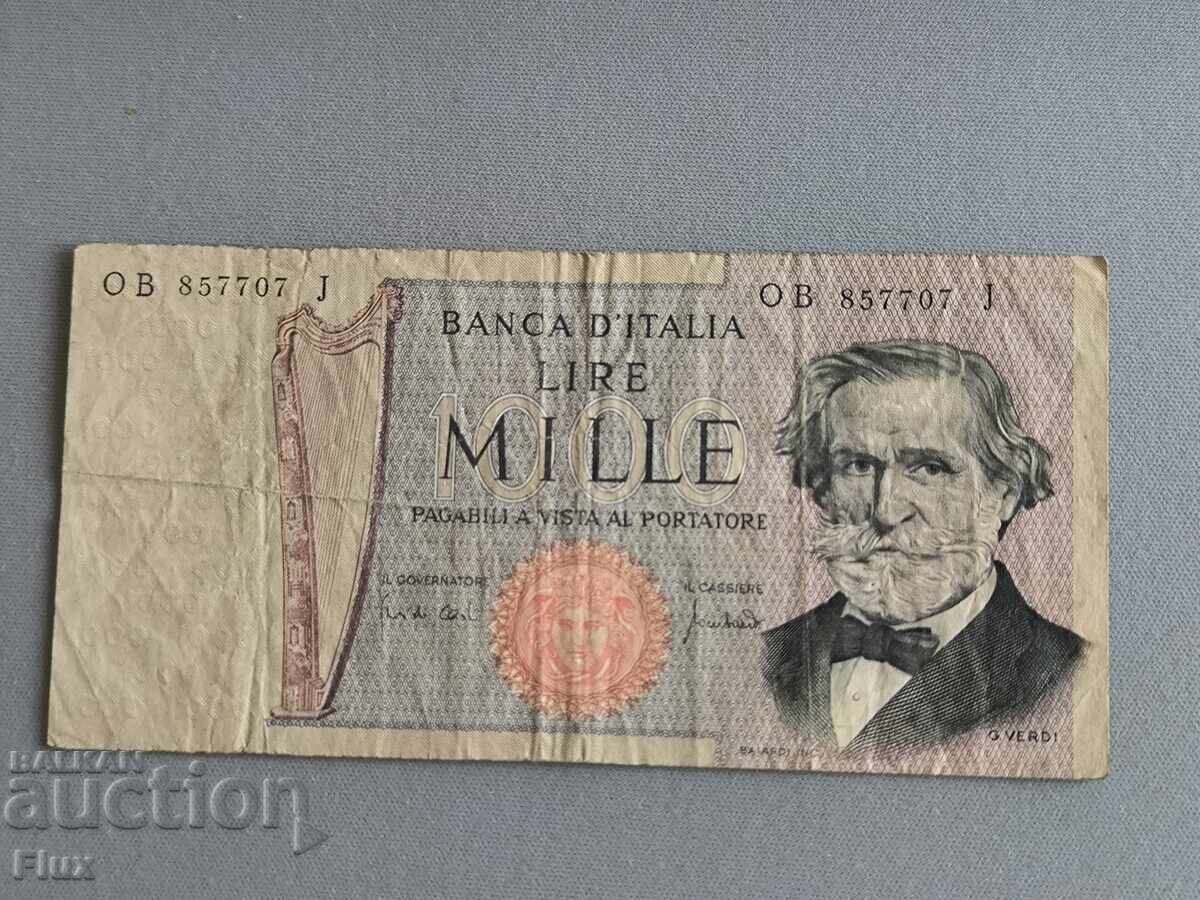 OB 857707 J
OB 857707 J
BANCA D'ITALIA
LIRE
1000
MILLE
PAGABILI A VISTA AL PORTATORE
IL GOVERNATORE
IL CASSIERE
G. VERDI
BALKAN
auction
Flux